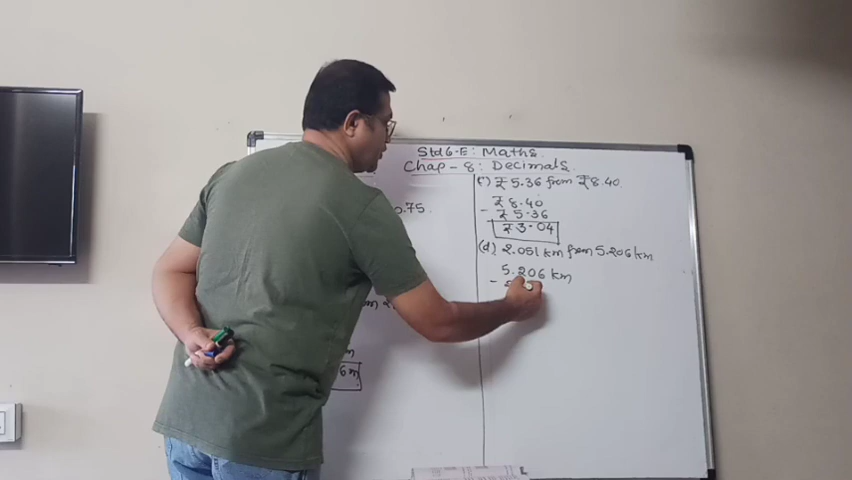 Std 6-E: Maths.
Chap - 8: Decimals.
0.75
6m
(c) ₹5.36 from ₹8.40.
₹8.40
- ₹5.36
₹3.04
(d) 2.051 km from 5.206 km
5.206 km
-